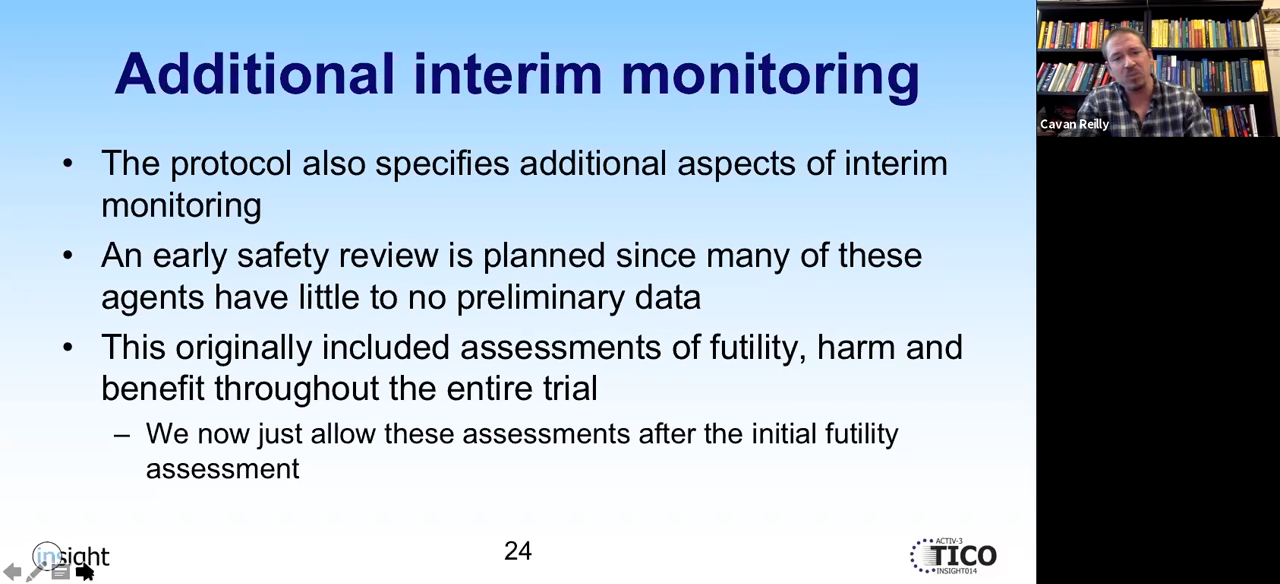 Additional interim monitoring
• The protocol also specifies additional aspects of interim
monitoring
• An early safety review is planned since many of these
agents have little to no preliminary data
• This originally included assessments of futility, harm and
benefit throughout the entire trial
– We now just allow these assessments after the initial futility
assessment
insight
24
ACTIV-3
TICO
INSIGHT014
Cavan Reilly